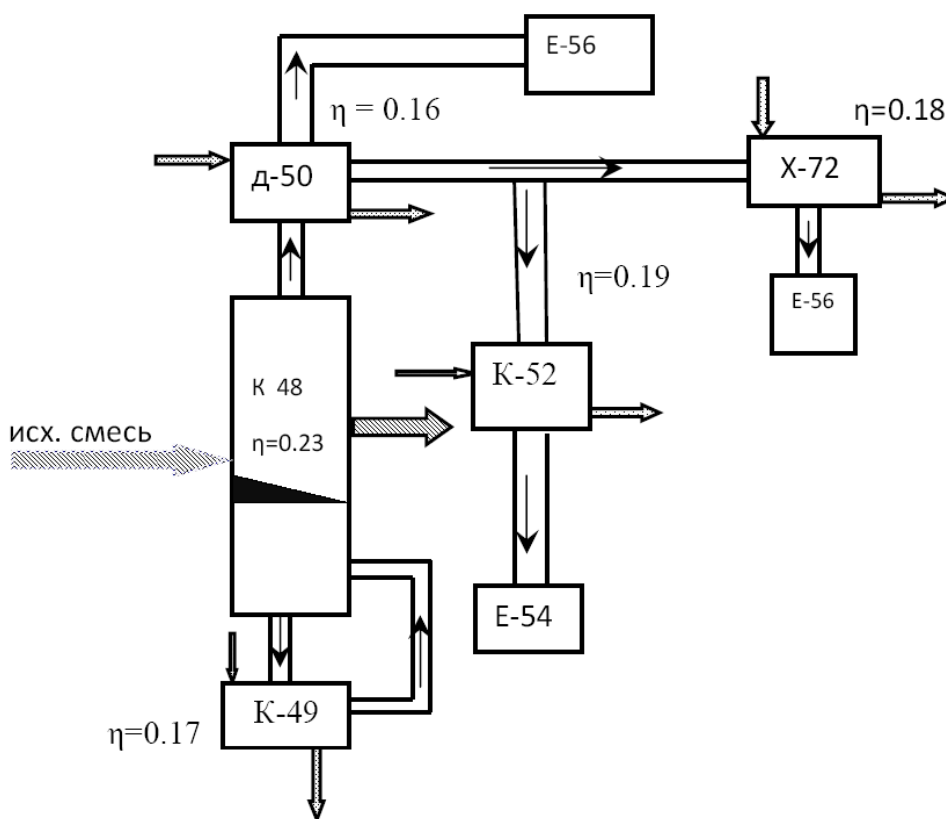 Е-56
η = 0.16
η=0.18
д-50
Х-72
η=0.19
Е-56
К-52
К 48
η=0.23
исх. смесь
Е-54
К-49
η=0.17